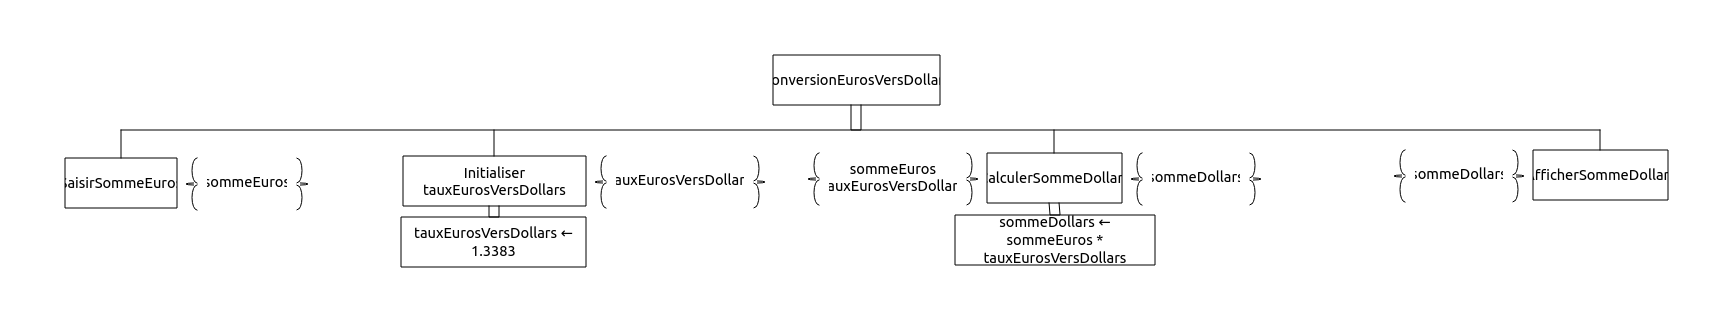 onversionEurosVersDollar
aisirSommeEuro
sommeEuros
Initialiser
tauxEurosVersDollars
auxEurosVersDollar
sommeEuros
auxEurosVersDollar
alculerSommeDollar
sommeDollars
sommeDollars
fficherSommeDollar
tauxEurosVersDollars ←
1.3383
sommeDollars ←
sommeEuros *
tauxEurosVersDollars